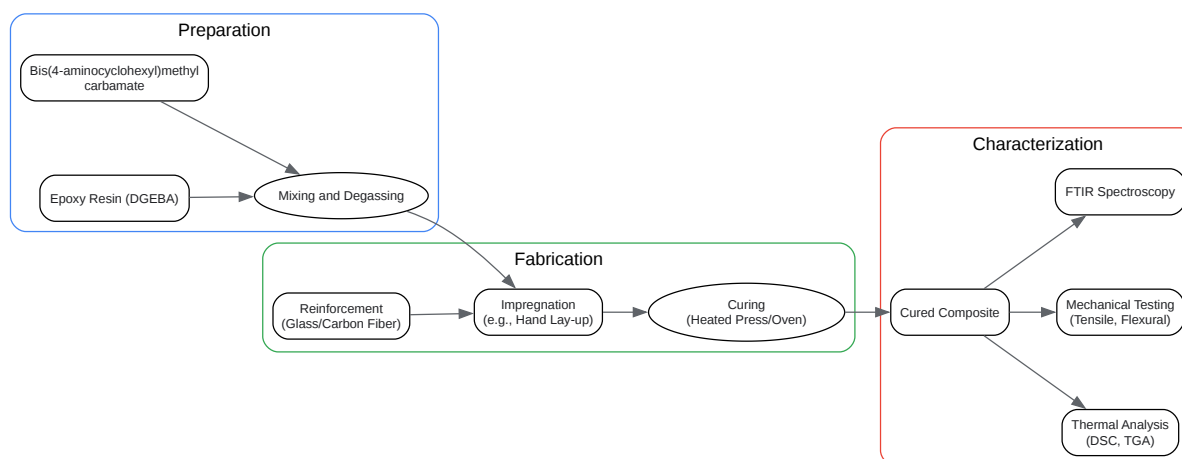 Preparation
Bis(4-aminocyclohexyl)methyl
carbamate
Epoxy Resin (DGEBA)
Mixing and Degassing
Fabrication
Reinforcement
(Glass/Carbon Fiber)
Impregnation
(e.g., Hand Lay-up)
Curing
(Heated Press/Oven)
Characterization
FTIR Spectroscopy
Cured Composite
Mechanical Testing
(Tensile, Flexural)
Thermal Analysis
(DSC, TGA)